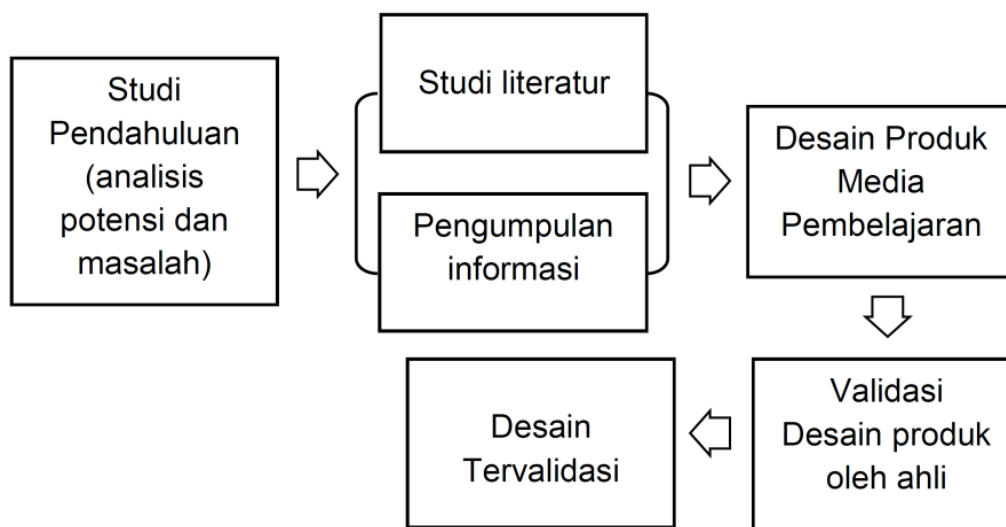 Studi
Pendahuluan
(analisis
potensi dan
masalah)
Studi literatur
Pengumpulan
informasi
Desain Produk
Media
Pembelajaran
Validasi
Desain produk
oleh ahli
Desain
Tervalidasi